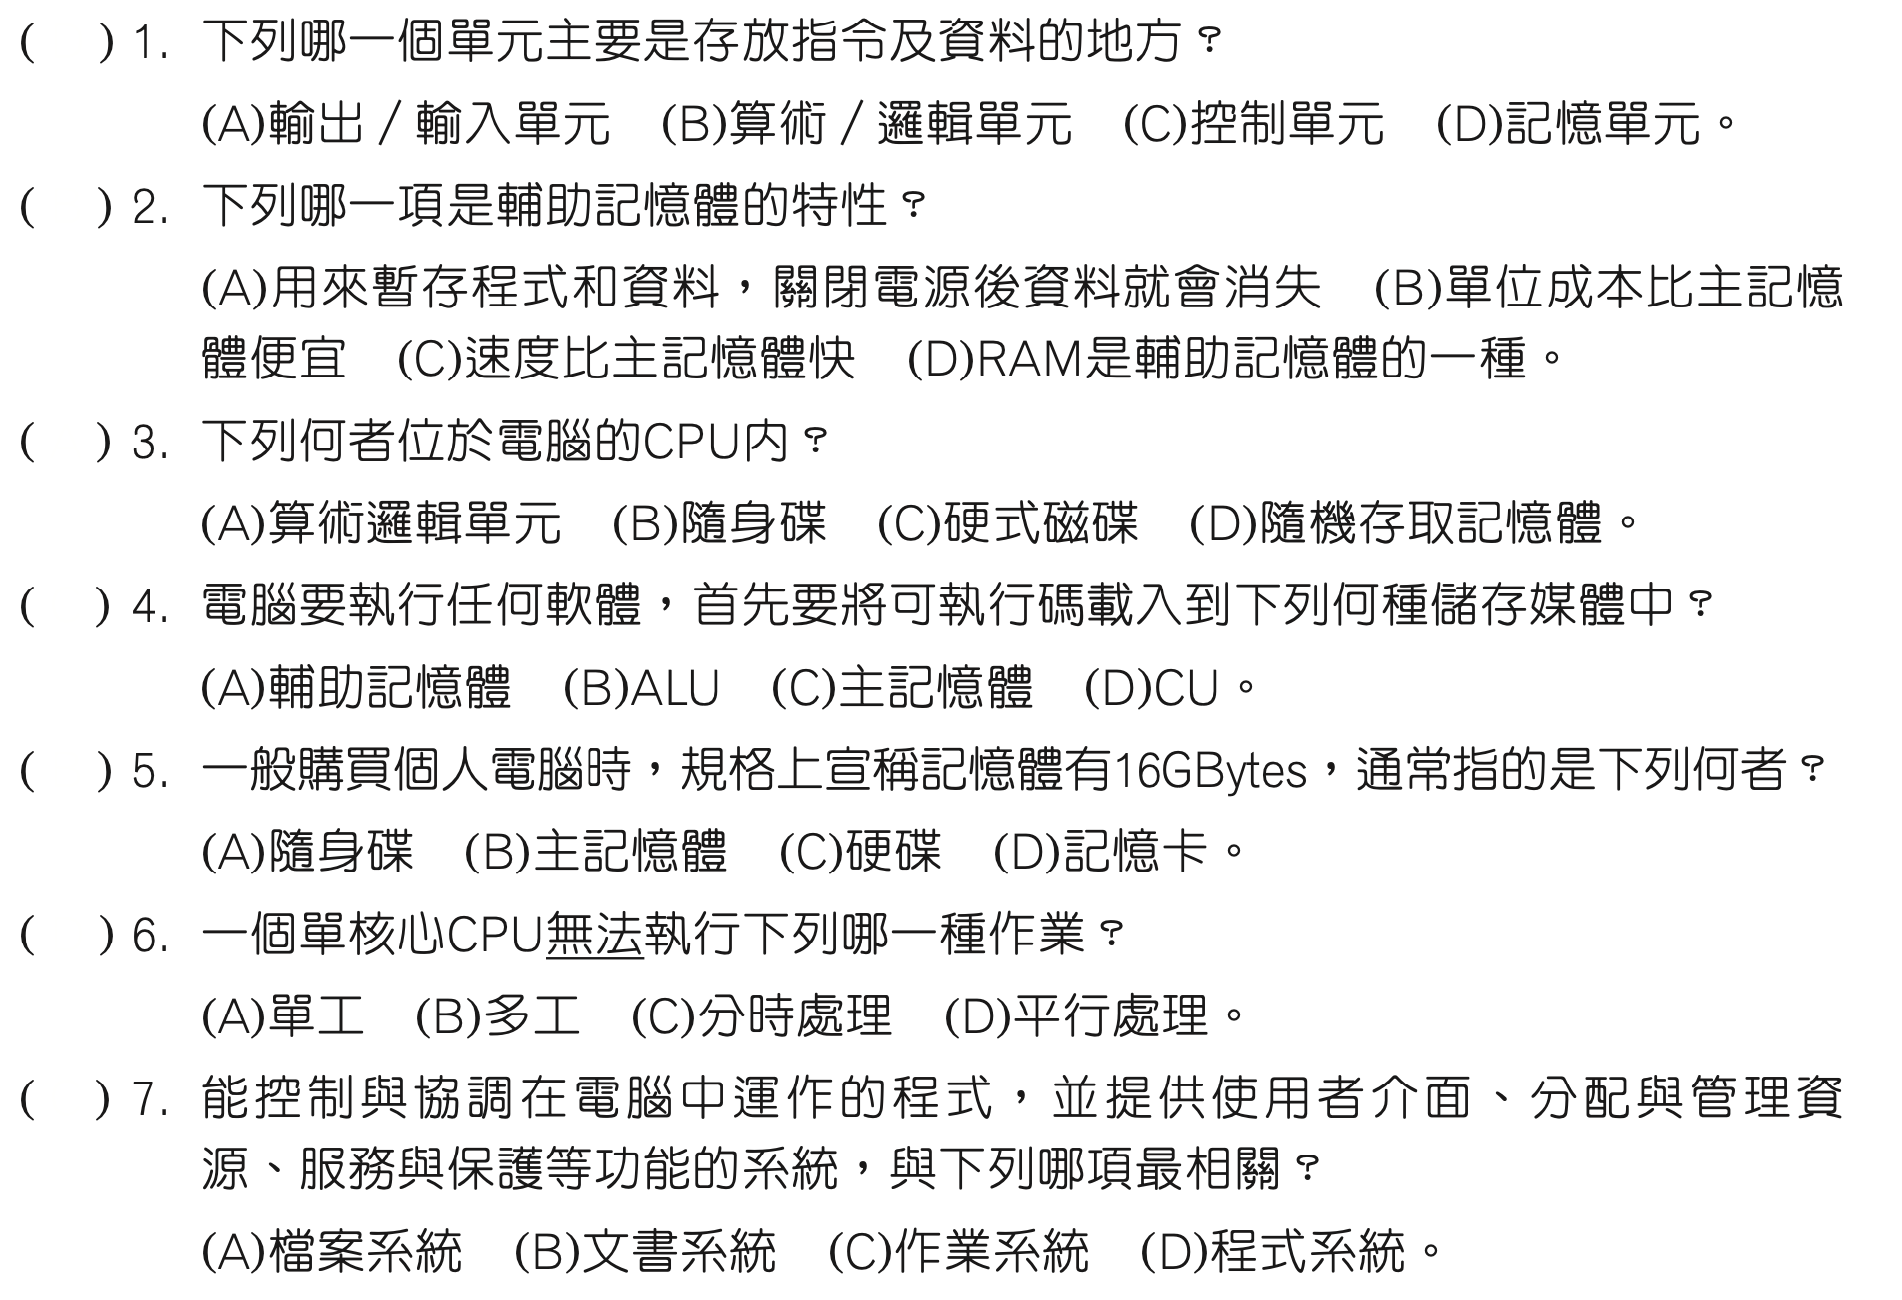 (　) 1. 下列哪一個單元主要是存放指令及資料的地方？
(A)輸出／輸入單元　(B)算術／邏輯單元　(C)控制單元　(D)記憶單元。
(　) 2. 下列哪一項是輔助記憶體的特性？
(A)用來暫存程式和資料，關閉電源後資料就會消失　(B)單位成本比主記憶
體便宜　(C)速度比主記憶體快　(D)RAM是輔助記憶體的一種。
(　) 3. 下列何者位於電腦的CPU內？
(A)算術邏輯單元　(B)隨身碟　(C)硬式磁碟　(D)隨機存取記憶體。
(　) 4. 電腦要執行任何軟體，首先要將可執行碼載入到下列何種儲存媒體中？
(A)輔助記憶體　(B)ALU　(C)主記憶體　(D)CU。
(　) 5. 一般購買個人電腦時，規格上宣稱記憶體有16GBytes，通常指的是下列何者？
(A)隨身碟　(B)主記憶體　(C)硬碟　(D)記憶卡。
(　) 6. 一個單核心CPU無法執行下列哪一種作業？
(A)單工　(B)多工　(C)分時處理　(D)平行處理。
(　) 7. 能控制與協調在電腦中運作的程式，並提供使用者介面、分配與管理資
源、服務與保護等功能的系統，與下列哪項最相關？
(A)檔案系統　(B)文書系統　(C)作業系統　(D)程式系統。